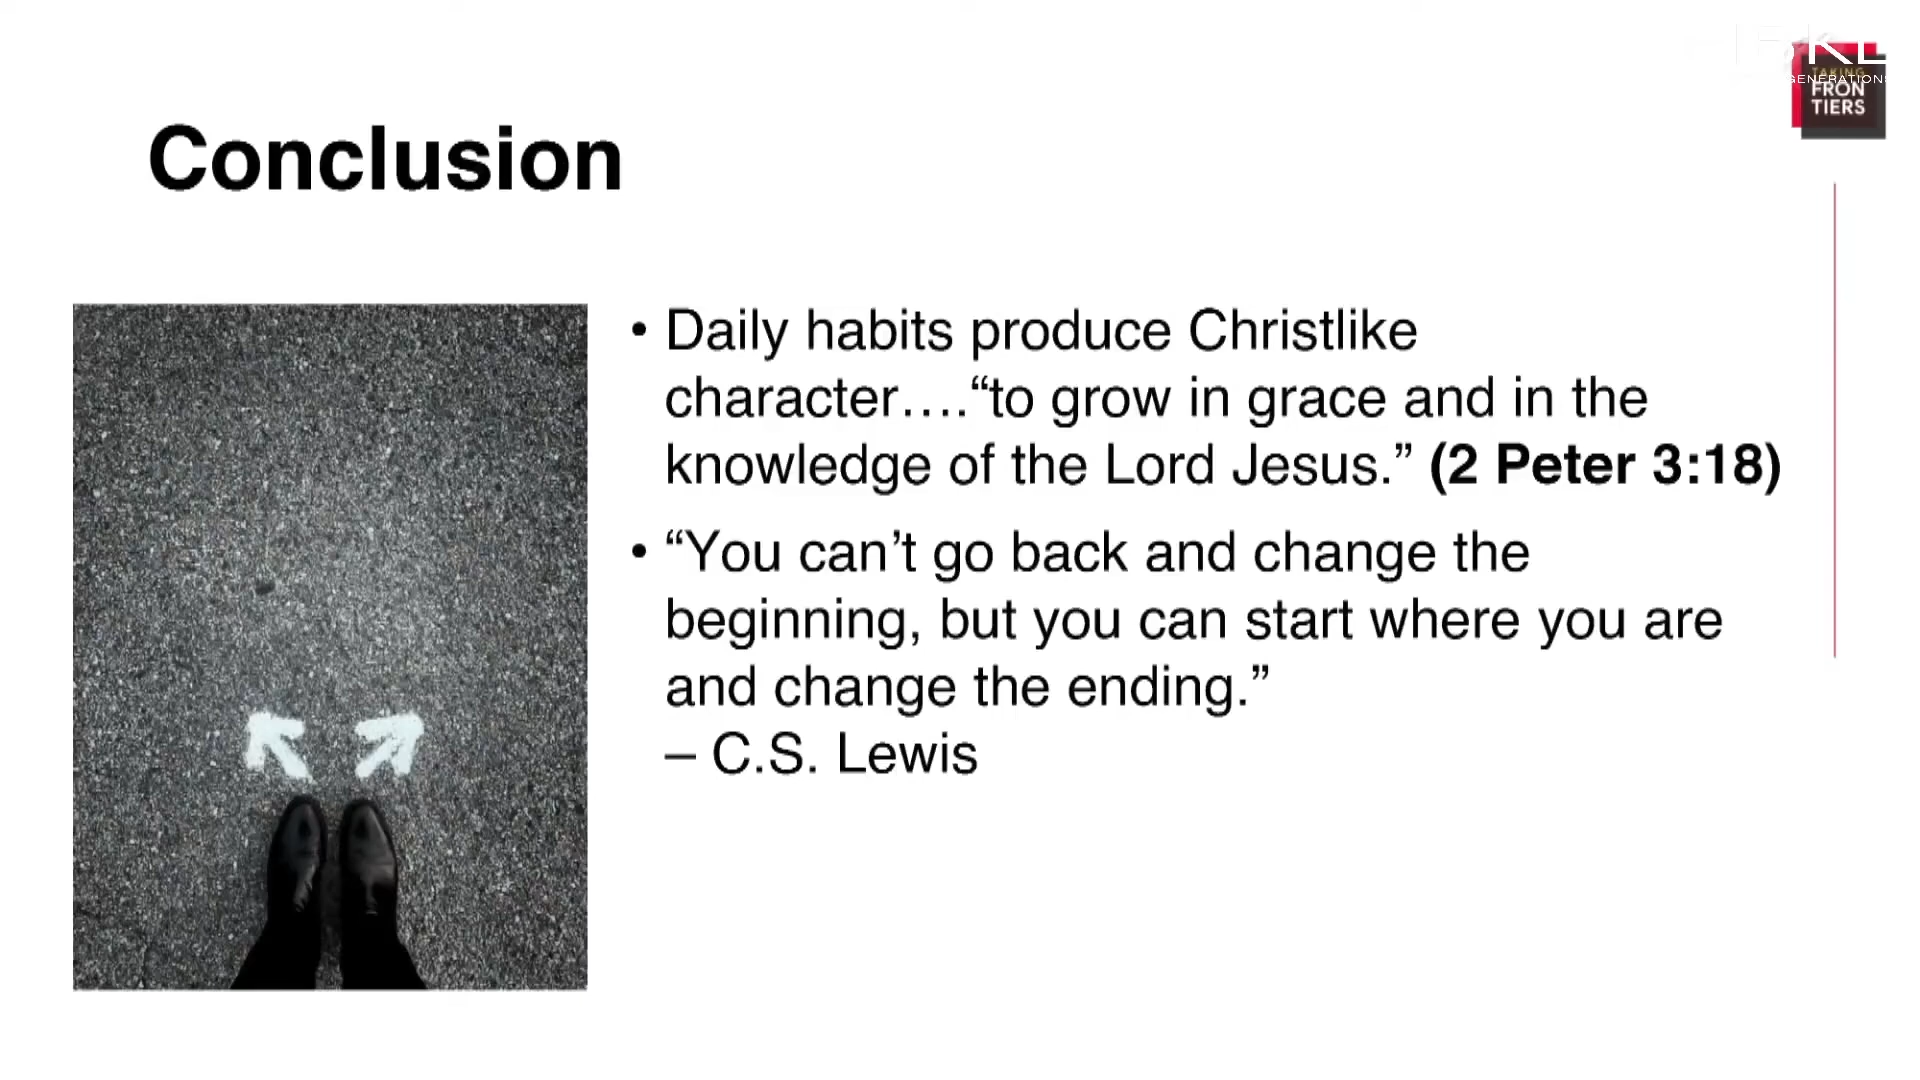 GENERATIONS
TAKING
FRON
TIERS
Conclusion
• Daily habits produce Christlike
character….“to grow in grace and in the
knowledge of the Lord Jesus.” (2 Peter 3:18)
• “You can’t go back and change the
beginning, but you can start where you are
and change the ending.”
– C.S. Lewis